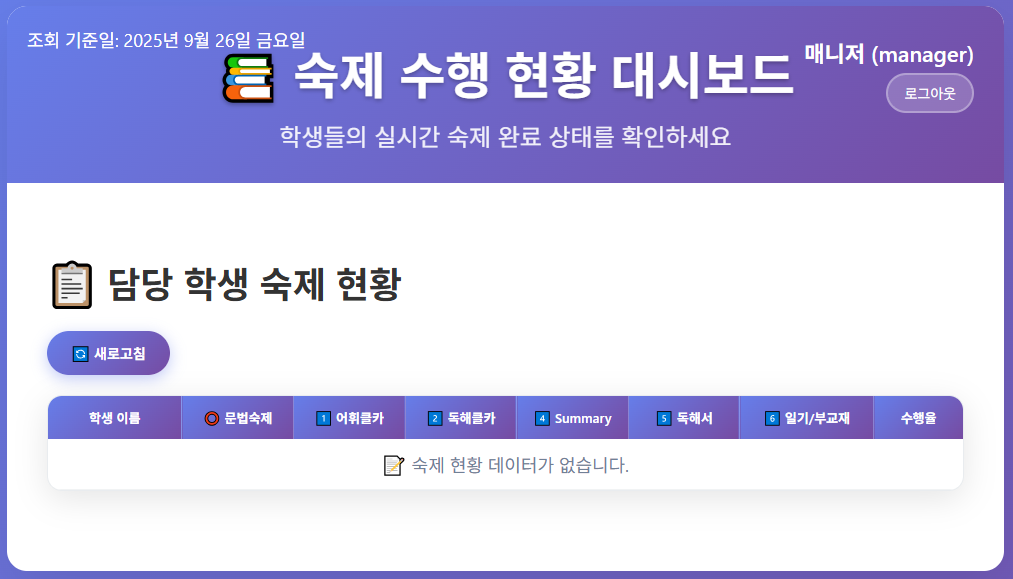 조회 기준일: 2025년 9월 26일 금요일
매니저 (manager)
📚 숙제 수행 현황 대시보드
로그아웃
학생들의 실시간 숙제 완료 상태를 확인하세요
📋 담당 학생 숙제 현황
🔄 새로고침
학생 이름 ⭕ 문법숙제 1️⃣ 어휘클카 2️⃣ 독해클카 4️⃣ Summary 5️⃣ 독해서 6️⃣ 일기/부교재 수행율
📝 숙제 현황 데이터가 없습니다.